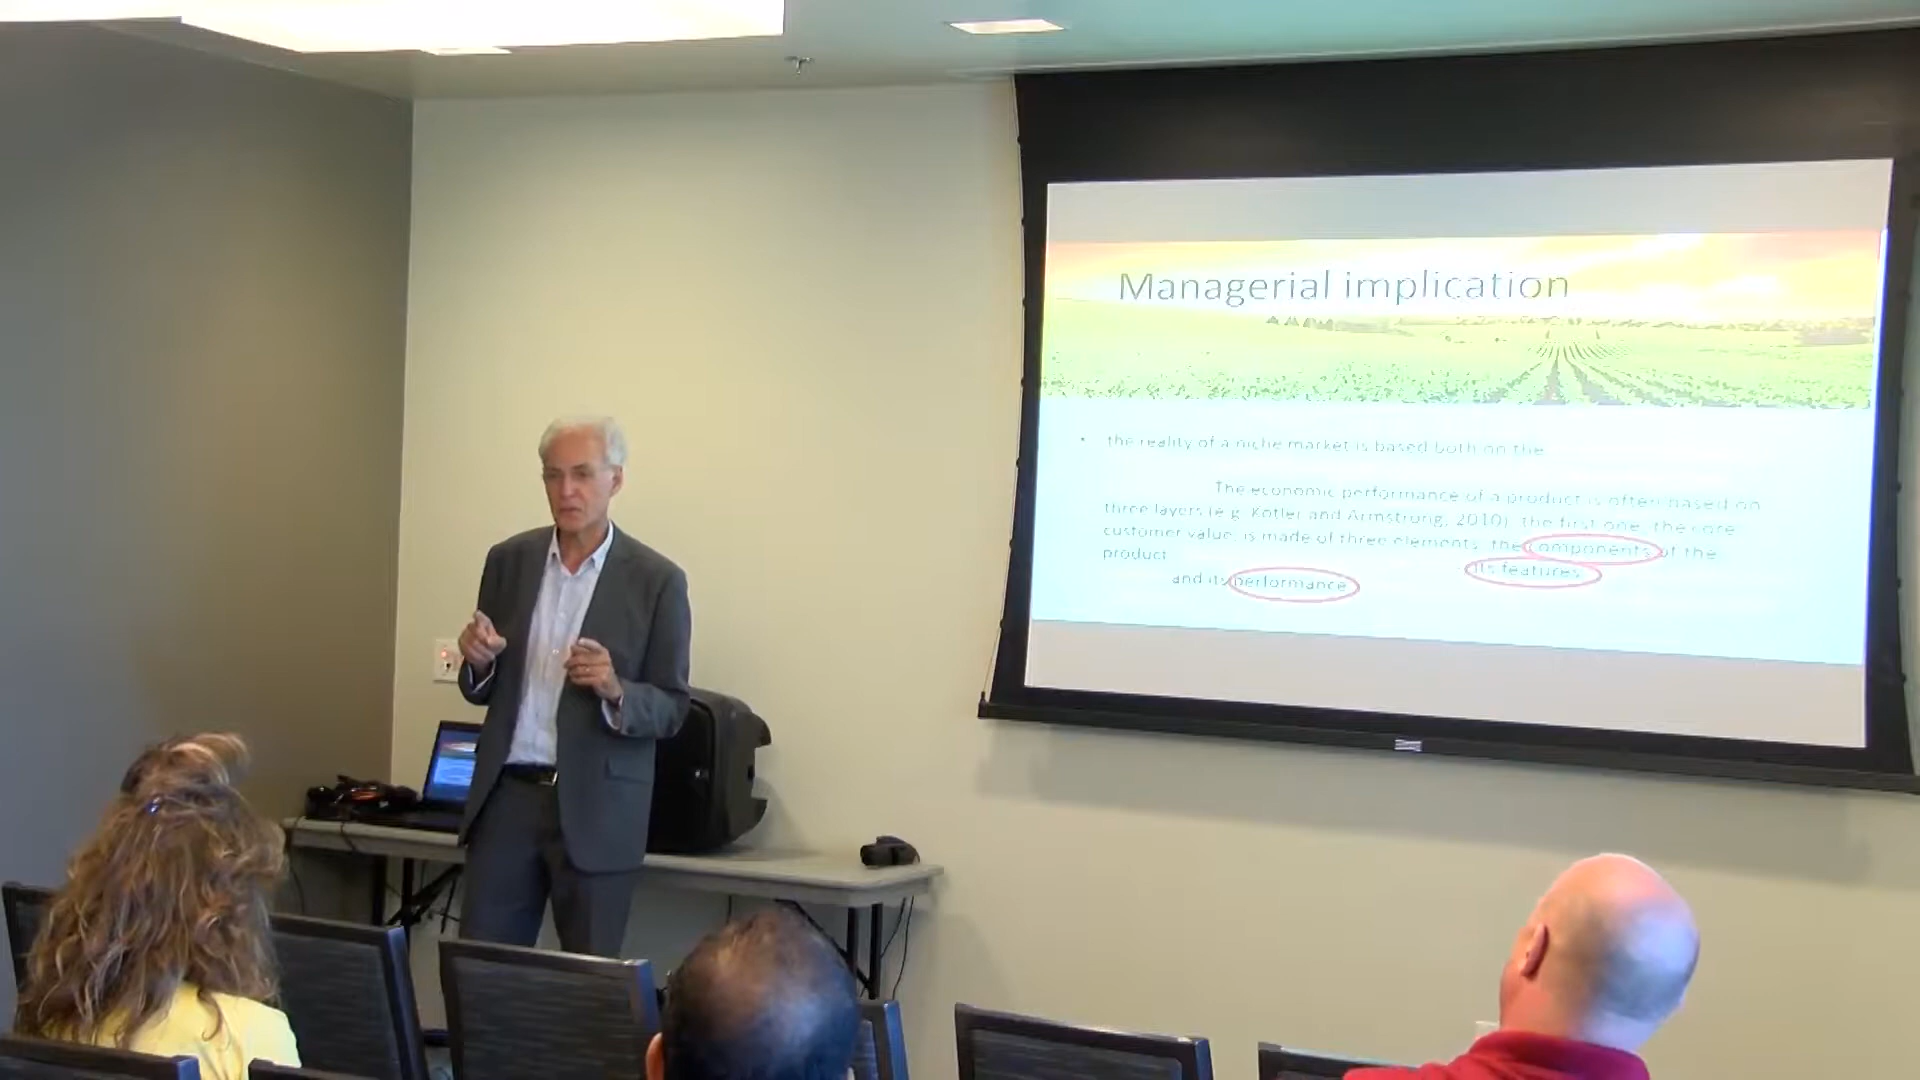 Managerial implication
• the reality of a niche market is based both on the
The economic performance of a product is often based on
three layers (e.g. Kotler and Armstrong, 2010): the first one, the core
customer value, is made of three elements: the components of the
product
its features
and its performance